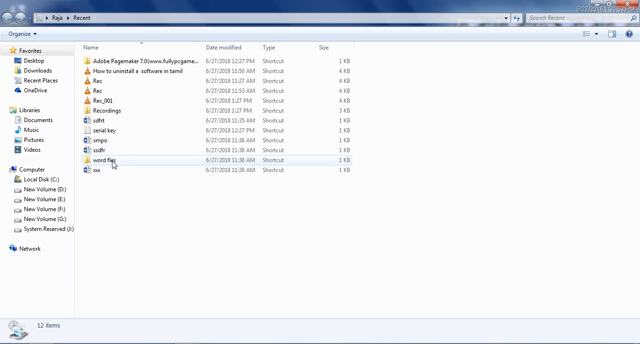 Raja ▸ Recent
Search Recent
Organize
Favorites
Desktop
Downloads
Recent Places
OneDrive
Libraries
Documents
Music
Pictures
Videos
Computer
Local Disk (C:)
New Volume (D:)
New Volume (E:)
New Volume (F:)
New Volume (G:)
System Reserved (J:)
Network
Name Date modified Type Size
Adobe Pagemaker 7.0(www.fullypcgame... 6/27/2018 12:27 PM Shortcut 1 KB
How to uninstall a software in tamil 6/27/2018 11:50 AM Shortcut 4 KB
Rec 6/27/2018 12:27 PM Shortcut 4 KB
Rec 6/27/2018 11:38 AM Shortcut 4 KB
Rec_001 6/27/2018 1:27 PM Shortcut 4 KB
Recordings 6/27/2018 1:27 PM Shortcut 3 KB
sdfrt 6/27/2018 11:35 AM Shortcut 1 KB
serial key 6/27/2018 12:27 PM Shortcut 1 KB
smpo 6/27/2018 11:36 AM Shortcut 1 KB
ssdfr 6/27/2018 11:38 AM Shortcut 1 KB
word files 6/27/2018 11:38 AM Shortcut 1 KB
xxx 6/27/2018 11:38 AM Shortcut 1 KB
12 items